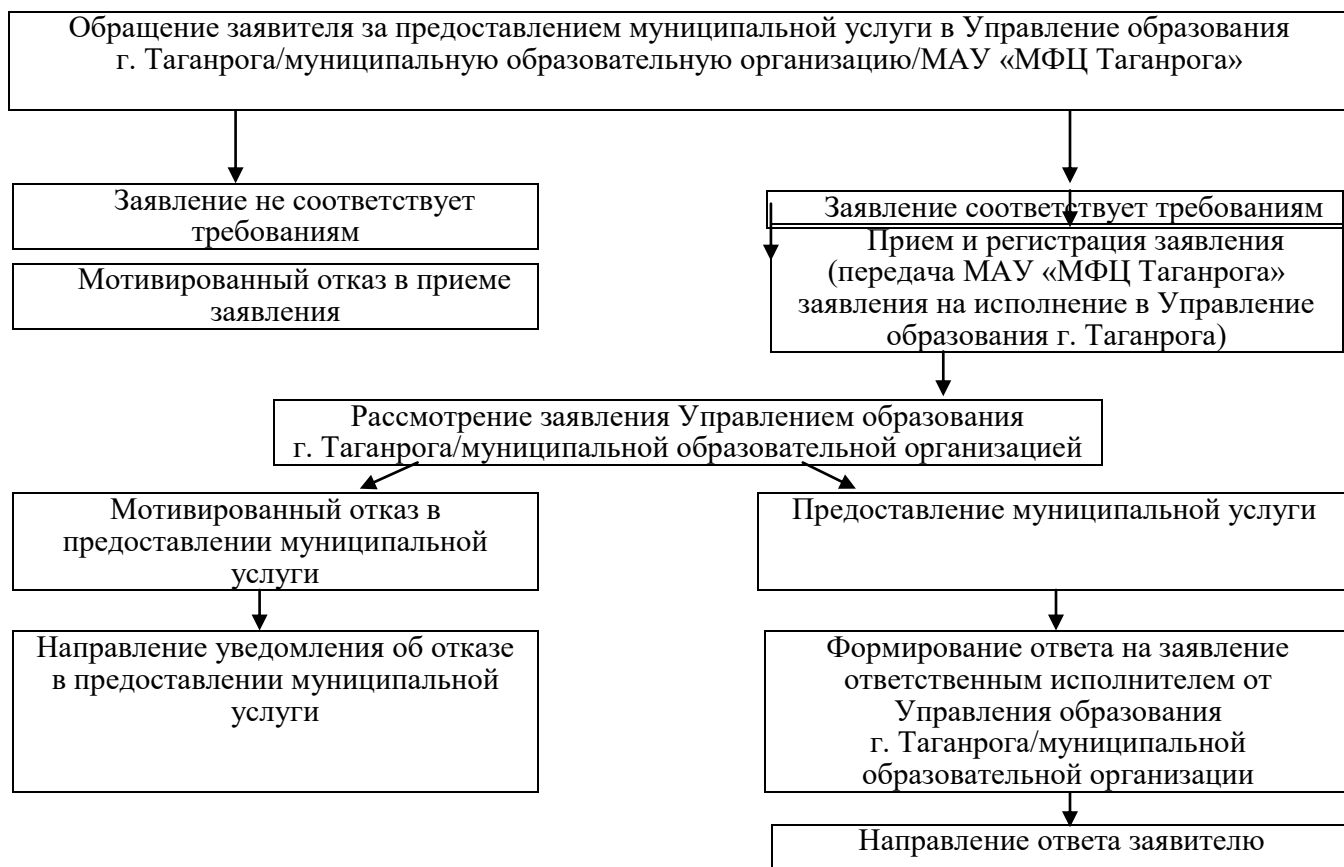 Обращение заявителя за предоставлением муниципальной услуги в Управление образования
г. Таганрога/муниципальную образовательную организацию/МАУ «МФЦ Таганрога»
Заявление не соответствует
требованиям
Мотивированный отказ в приеме
заявления
Заявление соответствует требованиям
Прием и регистрация заявления
(передача МАУ «МФЦ Таганрога»
заявления на исполнение в Управление
образования г. Таганрога)
Рассмотрение заявления Управлением образования
г. Таганрога/муниципальной образовательной организацией
Мотивированный отказ в
предоставлении муниципальной
услуги
Предоставление муниципальной услуги
Направление уведомления об отказе
в предоставлении муниципальной
услуги
Формирование ответа на заявление
ответственным исполнителем от
Управления образования
г. Таганрога/муниципальной
образовательной организации
Направление ответа заявителю